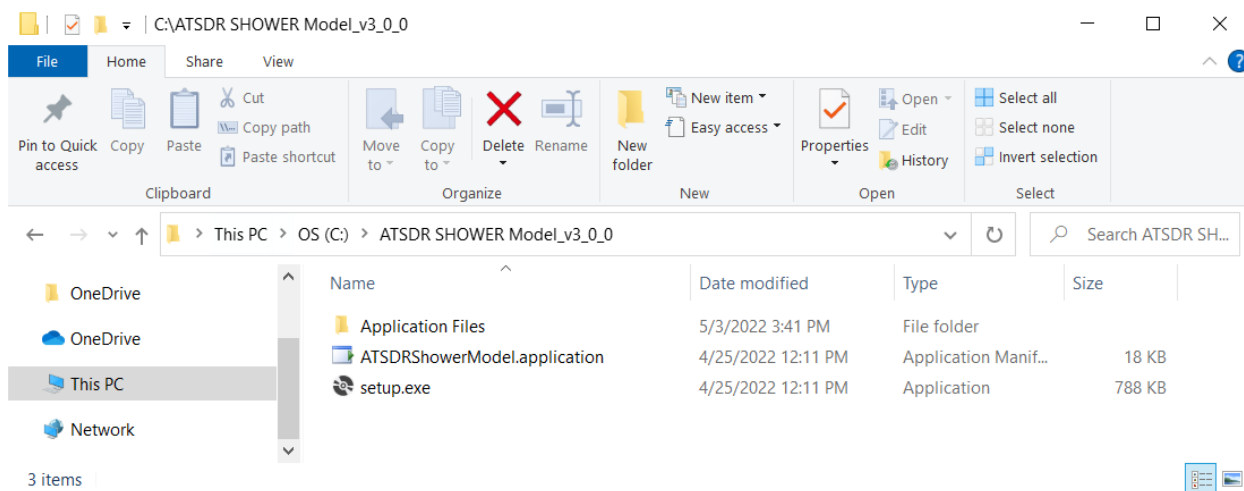 C:\ATSDR SHOWER Model_v3_0_0
File Home Share View
Pin to Quick access
Copy
Paste
Cut
Copy path
Paste shortcut
Clipboard
Move to
Copy to
Delete
Rename
Organize
New folder
New item
Easy access
New
Properties
Open
Edit
History
Open
Select all
Select none
Invert selection
Select
This PC > OS (C:) > ATSDR SHOWER Model_v3_0_0
Search ATSDR SH...
OneDrive
OneDrive
This PC
Network
Name Date modified Type Size
Application Files 5/3/2022 3:41 PM File folder
ATSDRShowerModel.application 4/25/2022 12:11 PM Application Manif... 18 KB
setup.exe 4/25/2022 12:11 PM Application 788 KB
3 items